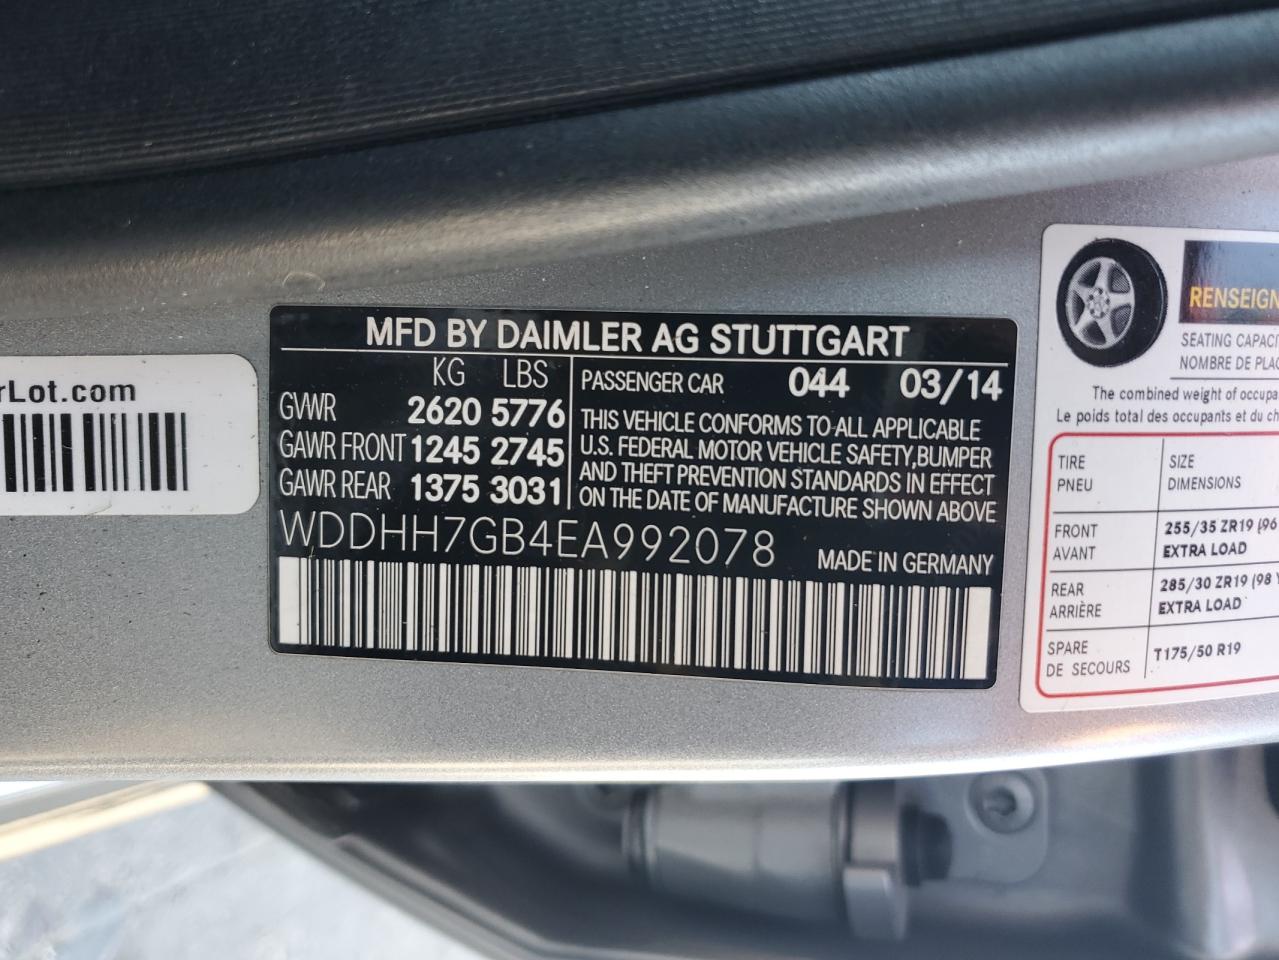 rLot.com
MFD BY DAIMLER AG STUTTGART
KG LBS
GVWR 2620 5776
GAWR FRONT 1245 2745
GAWR REAR 1375 3031
PASSENGER CAR 044 03/14
THIS VEHICLE CONFORMS TO ALL APPLICABLE
U.S. FEDERAL MOTOR VEHICLE SAFETY,BUMPER
AND THEFT PREVENTION STANDARDS IN EFFECT
ON THE DATE OF MANUFACTURE SHOWN ABOVE
WDDHH7GB4EA992078 MADE IN GERMANY
RENSEIGN
SEATING CAPACI
NOMBRE DE PLAC
The combined weight of occupa
Le poids total des occupants et du ch
TIRE SIZE
PNEU DIMENSIONS
FRONT 255/35 ZR19 (96
AVANT EXTRA LOAD
REAR 285/30 ZR19 (98 Y
ARRIÈRE EXTRA LOAD
SPARE T175/50 R19
DE SECOURS